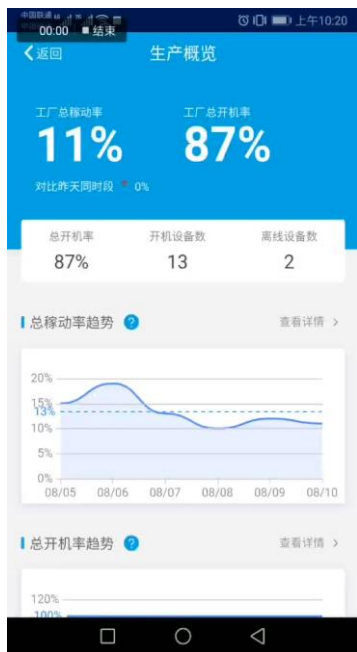 中国联通
上午10:20
00:00 结束
返回 生产概览
工厂总稼动率 工厂总开机率
11% 87%
对比昨天同时段 0%
总开机率 开机设备数 离线设备数
87% 13 2
总稼动率趋势 ? 查看详情
20%
15%
13%
10%
5%
0%
08/05 08/06 08/07 08/08 08/09 08/10
总开机率趋势 ? 查看详情
120%
100%